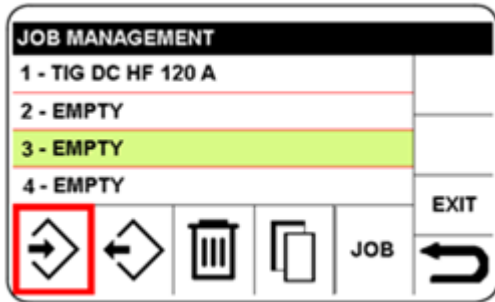 JOB MANAGEMENT
1 - TIG DC HF 120 A
2 - EMPTY
3 - EMPTY
4 - EMPTY
EXIT
JOB